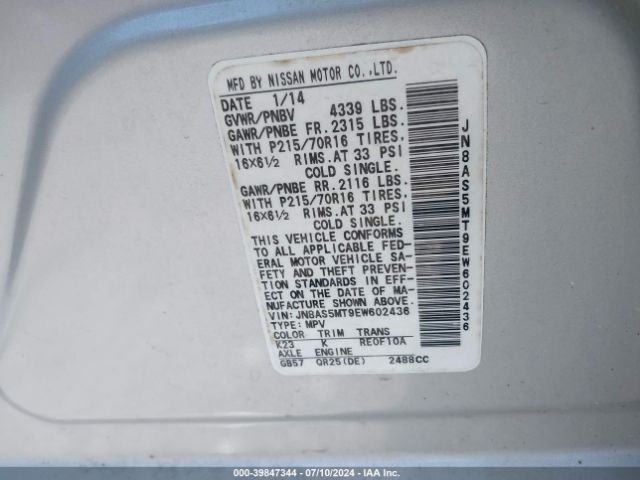 MFD BY NISSAN MOTOR CO.,LTD.
DATE 1/14
GVWR/PNBV 4339 LBS.
GAWR/PNBE FR. 2315 LBS.
WITH P215/70R16 TIRES.
16X6½ RIMS.AT 33 PSI
COLD SINGLE.
GAWR/PNBE RR. 2116 LBS.
WITH P215/70R16 TIRES.
16X6½ RIMS.AT 33 PSI
COLD SINGLE.
THIS VEHICLE CONFORMS
TO ALL APPLICABLE FED-
ERAL MOTOR VEHICLE SA-
FETY AND THEFT PREVEN-
TION STANDARDS IN EFF-
ECT ON THE DATE OF MA-
NUFACTURE SHOWN ABOVE.
VIN: JN8AS5MT9EW602436
TYPE: MPV
COLOR TRIM TRANS
K23 K REOF10A
AXLE ENGINE
GB57 QR25(DE) 2488CC
JN8AS5MT9EW602436
000-39847344 / 07/10/2024 - IAA Inc.